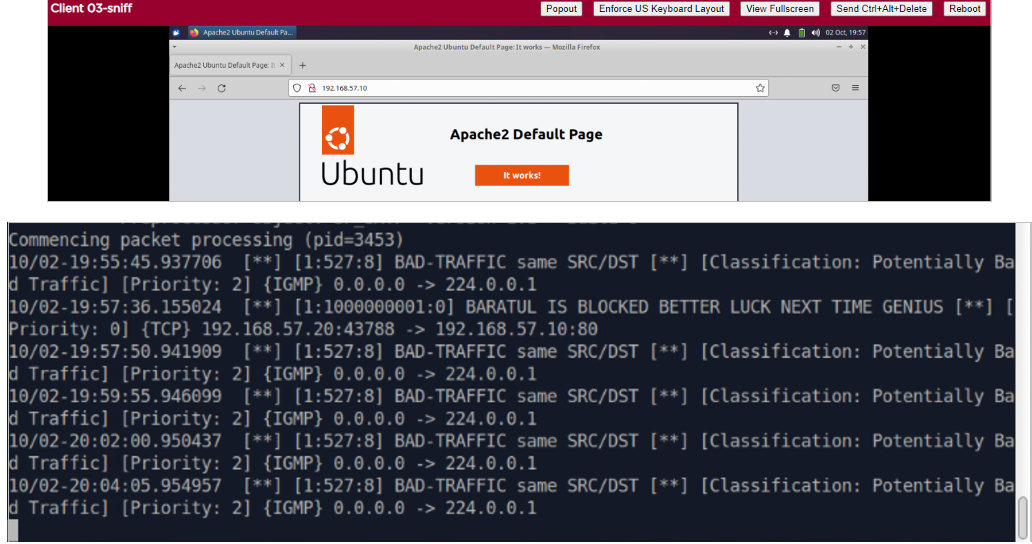 Client 03-sniff
Popout
Enforce US Keyboard Layout
View Fullscreen
Send Ctrl+Alt+Delete
Reboot
Apache2 Ubuntu Default Pa...
02 Oct, 19:57
Apache2 Ubuntu Default Page: It works — Mozilla Firefox
Apache2 Ubuntu Default Page: It
192.168.57.10
Apache2 Default Page
Ubuntu
It works!
Commencing packet processing (pid=3453)
10/02-19:55:45.937706  [**] [1:527:8] BAD-TRAFFIC same SRC/DST [**] [Classification: Potentially Ba
d Traffic] [Priority: 2] {IGMP} 0.0.0.0 -> 224.0.0.1
10/02-19:57:36.155024  [**] [1:1000000001:0] BARATUL IS BLOCKED BETTER LUCK NEXT TIME GENIUS [**] [
Priority: 0] {TCP} 192.168.57.20:43788 -> 192.168.57.10:80
10/02-19:57:50.941909  [**] [1:527:8] BAD-TRAFFIC same SRC/DST [**] [Classification: Potentially Ba
d Traffic] [Priority: 2] {IGMP} 0.0.0.0 -> 224.0.0.1
10/02-19:59:55.946099  [**] [1:527:8] BAD-TRAFFIC same SRC/DST [**] [Classification: Potentially Ba
d Traffic] [Priority: 2] {IGMP} 0.0.0.0 -> 224.0.0.1
10/02-20:02:00.950437  [**] [1:527:8] BAD-TRAFFIC same SRC/DST [**] [Classification: Potentially Ba
d Traffic] [Priority: 2] {IGMP} 0.0.0.0 -> 224.0.0.1
10/02-20:04:05.954957  [**] [1:527:8] BAD-TRAFFIC same SRC/DST [**] [Classification: Potentially Ba
d Traffic] [Priority: 2] {IGMP} 0.0.0.0 -> 224.0.0.1